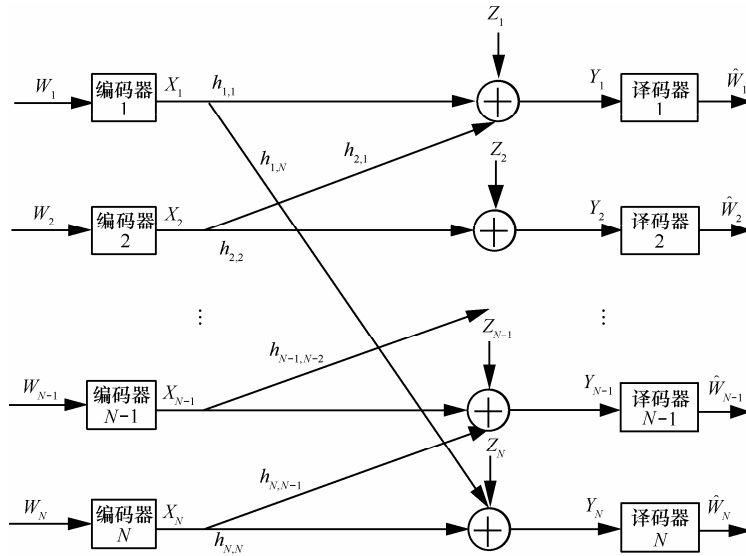 Z_1
W_1 编码器 1 X_1 h_{1,1} Y_1 译码器 1 Ŵ_1
h_{1,N} h_{2,1} Z_2
W_2 编码器 2 X_2 Y_2 译码器 2 Ŵ_2
h_{2,2}
⋮ ⋮
h_{N-1,N-2} Z_{N-1}
W_{N-1} 编码器 N-1 X_{N-1} Y_{N-1} 译码器 N-1 Ŵ_{N-1}
h_{N,N-1} Z_N
W_N 编码器 N X_N Y_N 译码器 N Ŵ_N
h_{N,N}